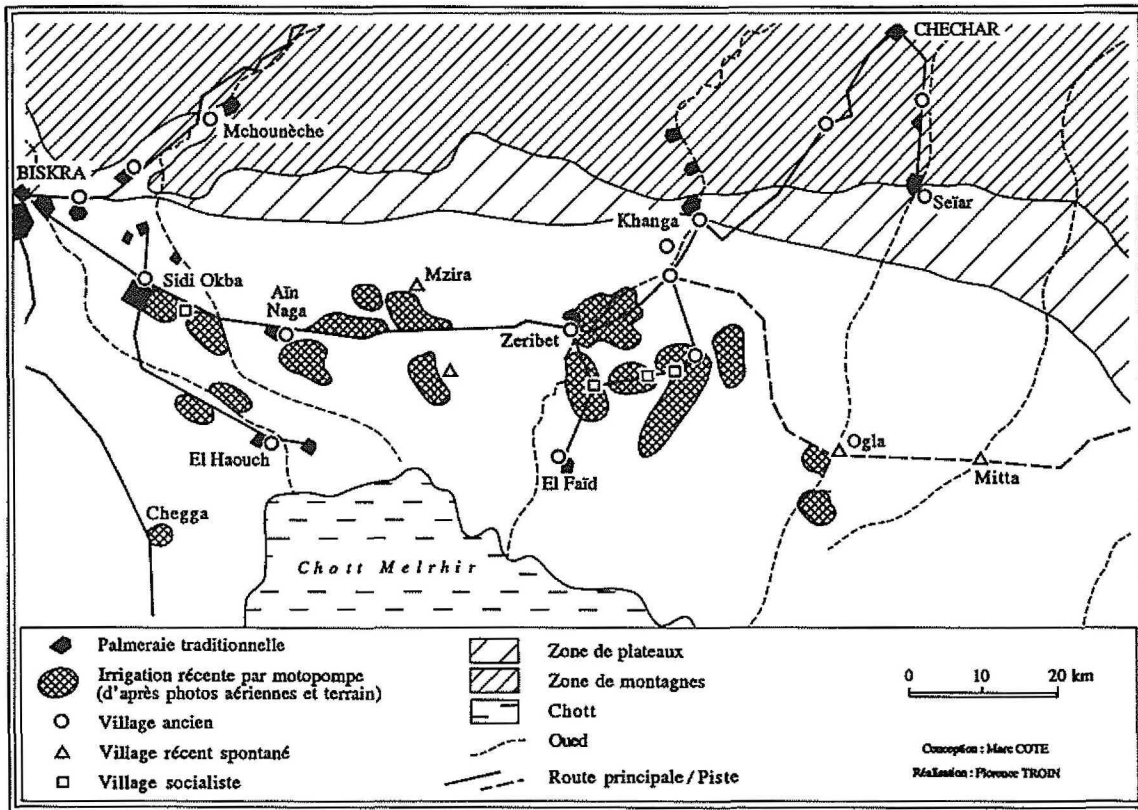 CHECHAR
Mchounèche
BISKRA
Seïar
Khanga
Sidi Okba
Mzira
Aïn
Naga
Zeribet
Ogla
El Haouch
El Faïd
Mitta
Chegga
Chott Melrhir
Palmeraie traditionnelle
Irrigation récente par motopompe
(d'après photos aériennes et terrain)
Village ancien
Village récent spontané
Village socialiste
Zone de plateaux
Zone de montagnes
Chott
Oued
Route principale / Piste
0 10 20 km
Conception : Marc COTE
Réalisation : Florence TROIN